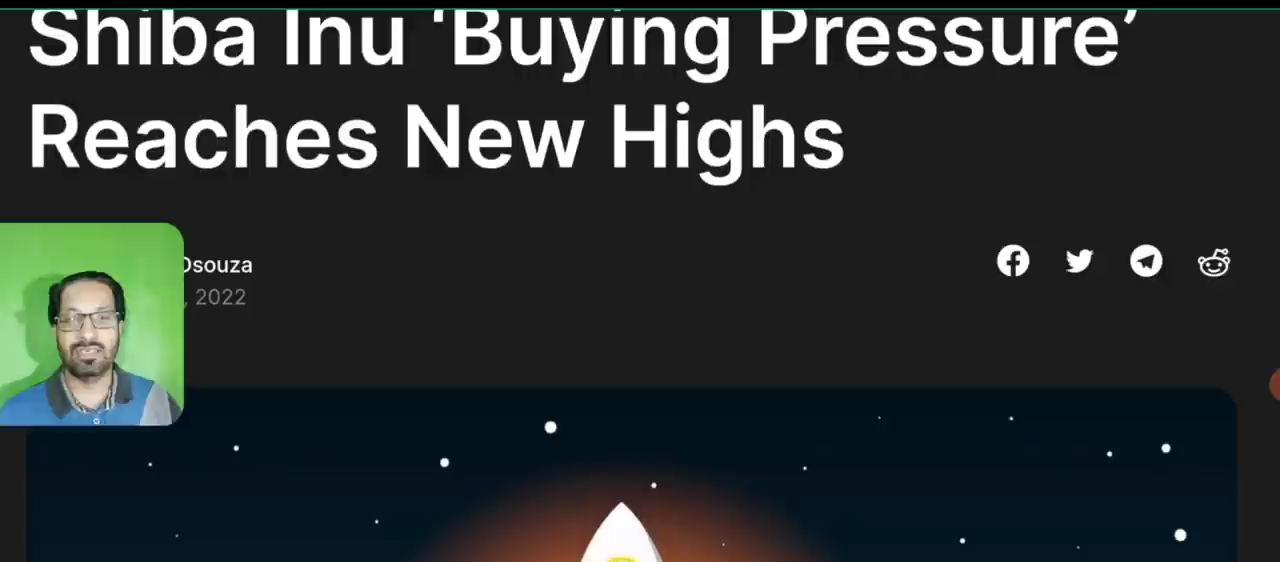 Shiba Inu ‘Buying Pressure’
Reaches New Highs
Dsouza
, 2022